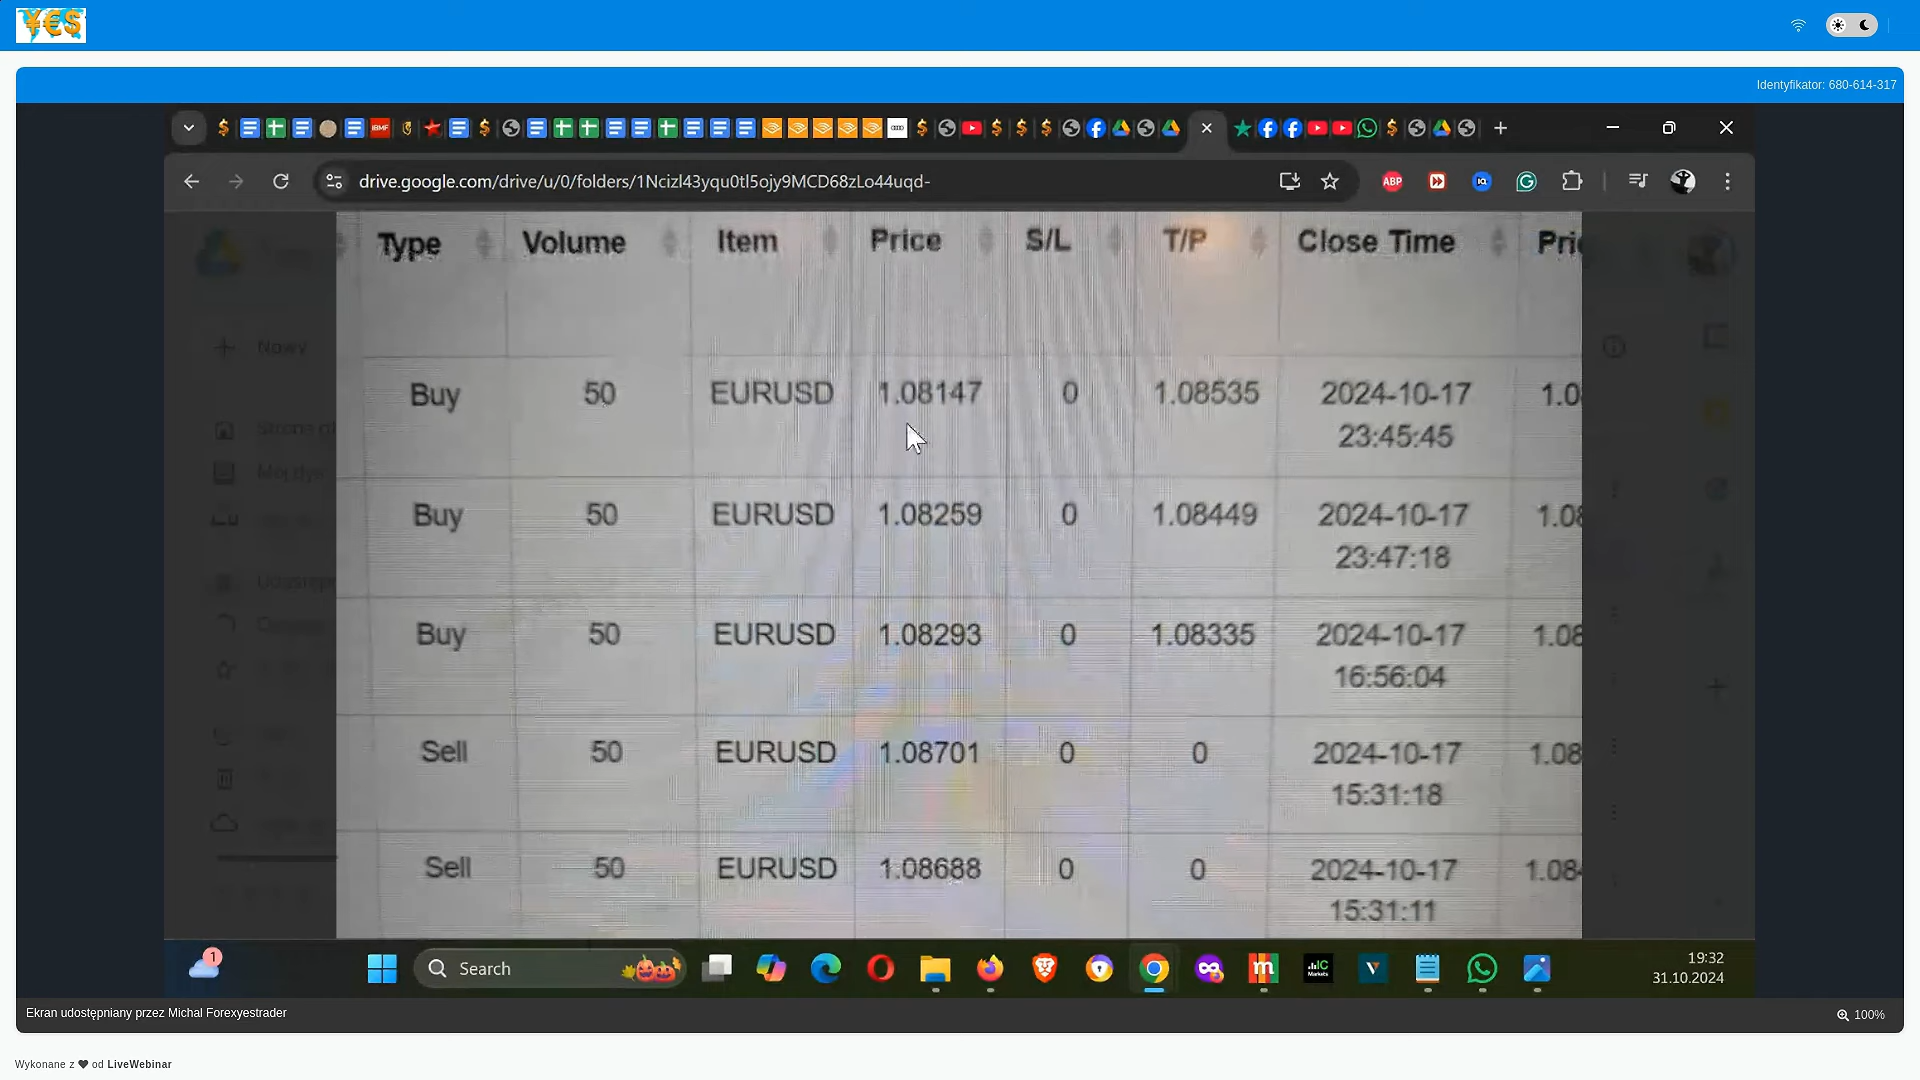 ¥€$
Identyfikator: 680-614-317
drive.google.com/drive/u/0/folders/1Ncizl43yqu0tl5ojy9MCD68zLo44uqd-
Type Volume Item Price S/L T/P Close Time
Nowy
Buy 50 EURUSD 1.08147 0 1.08535 2024-10-17
23:45:45
Buy 50 EURUSD 1.08259 0 1.08449 2024-10-17
23:47:18
Buy 50 EURUSD 1.08293 0 1.08335 2024-10-17
16:56:04
Sell 50 EURUSD 1.08701 0 0 2024-10-17
15:31:18
Sell 50 EURUSD 1.08688 0 0 2024-10-17
15:31:11
1
Search
19:32
31.10.2024
Ekran udostępniany przez Michal Forexyestrader
100%
Wykonane z ❤ od LiveWebinar